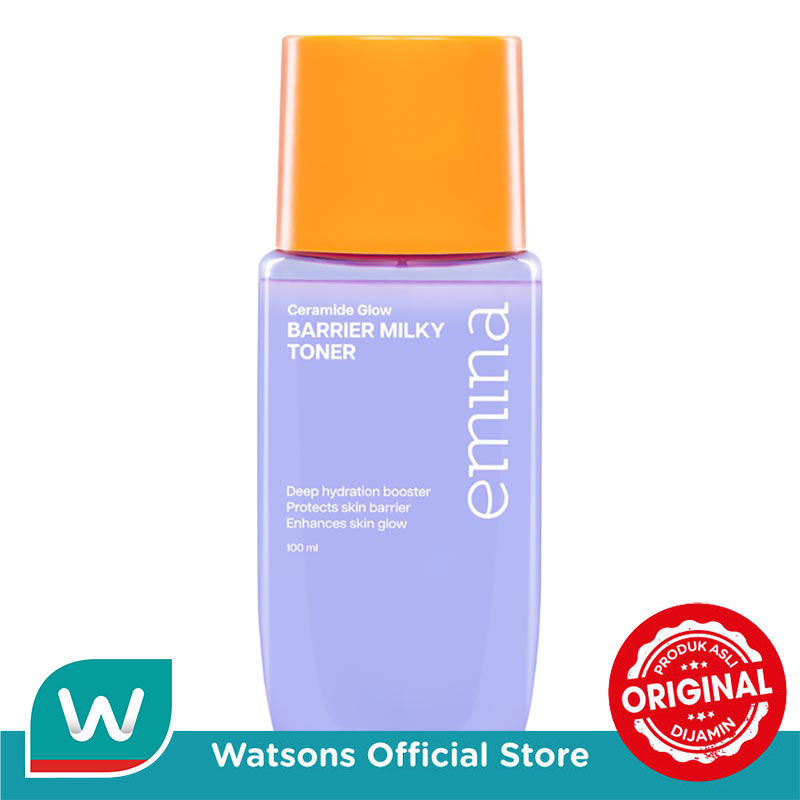 Ceramide Glow
BARRIER MILKY
TONER
emina
Deep hydration booster
Protects skin barrier
Enhances skin glow
100 ml
PRODUK ASLI
ORIGINAL
DIJAMIN
W
Watsons Official Store